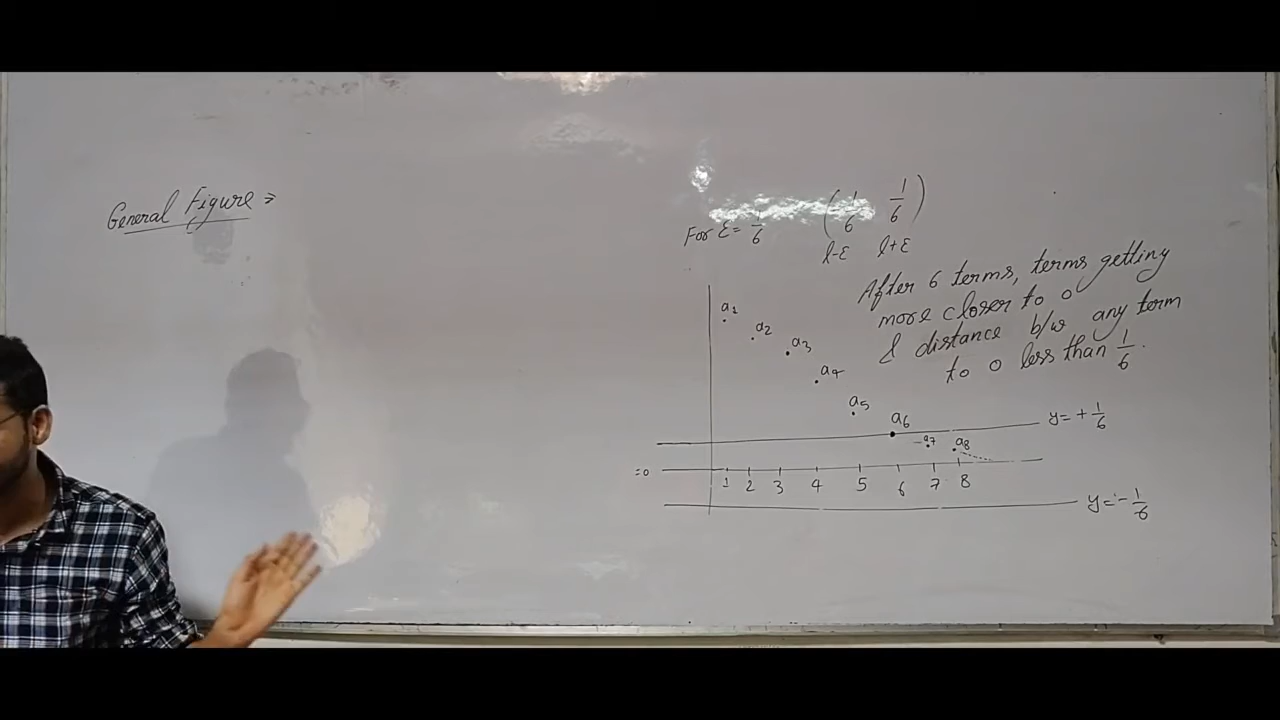 General Figure ⇒
For Ɛ = 1/6 (-1/6 1/6)
l-Ɛ l+Ɛ
After 6 terms, terms getting
more closer to 0
& distance b/w any term
to 0 less than 1/6.
a1
a2
a3
a4
a5
a6
a7
a8
y = + 1/6
=0
1 2 3 4 5 6 7 8
y = - 1/6